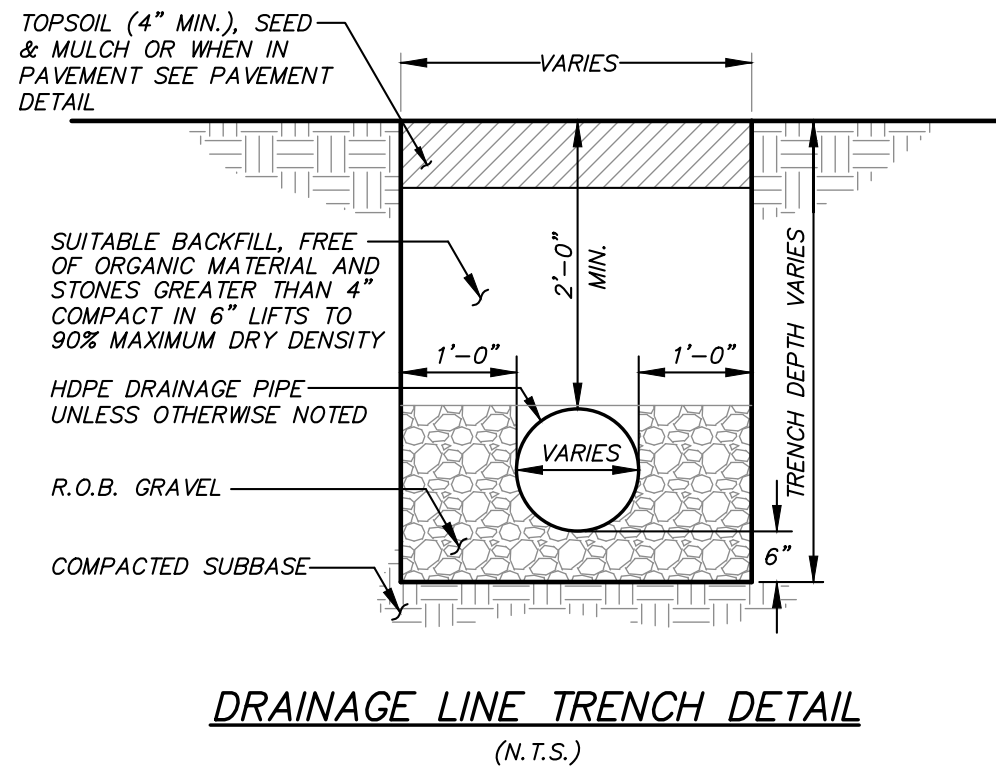 TOPSOIL (4" MIN.), SEED
& MULCH OR WHEN IN
PAVEMENT SEE PAVEMENT
DETAIL
VARIES
SUITABLE BACKFILL, FREE
OF ORGANIC MATERIAL AND
STONES GREATER THAN 4"
COMPACT IN 6" LIFTS TO
90% MAXIMUM DRY DENSITY
2'-0"
MIN.
TRENCH DEPTH VARIES
1'-0"
1'-0"
HDPE DRAINAGE PIPE
UNLESS OTHERWISE NOTED
VARIES
R.O.B. GRAVEL
6"
COMPACTED SUBBASE
DRAINAGE LINE TRENCH DETAIL
(N.T.S.)